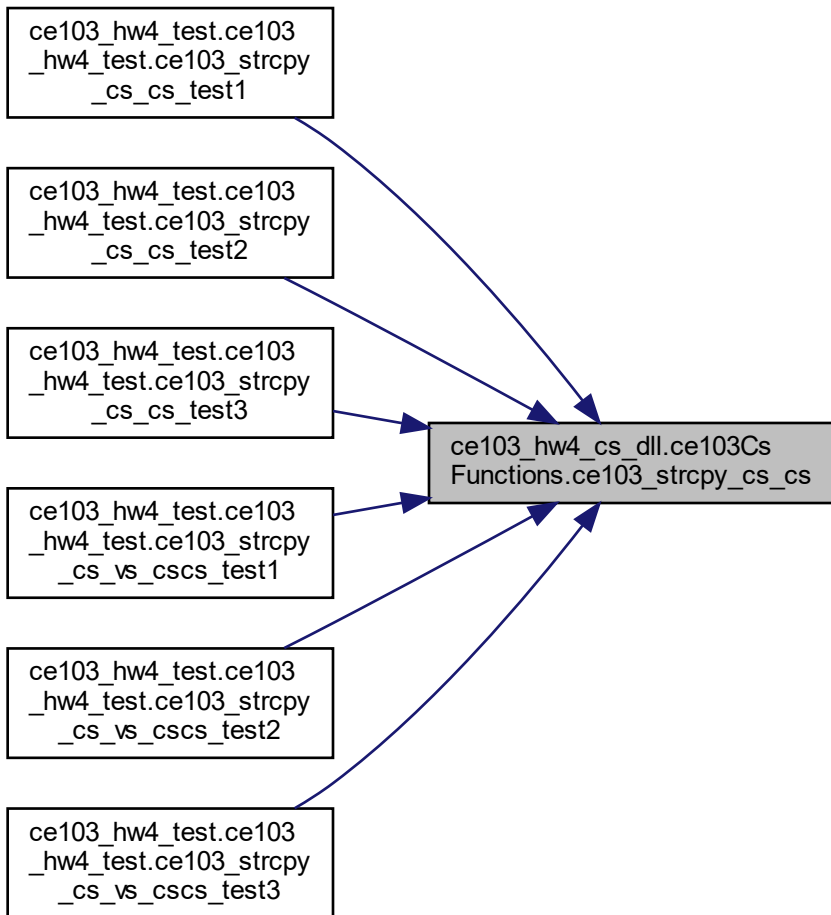 ce103_hw4_test.ce103
_hw4_test.ce103_strcpy
_cs_cs_test1
ce103_hw4_test.ce103
_hw4_test.ce103_strcpy
_cs_cs_test2
ce103_hw4_test.ce103
_hw4_test.ce103_strcpy
_cs_cs_test3
ce103_hw4_cs_dll.ce103Cs
Functions.ce103_strcpy_cs_cs
ce103_hw4_test.ce103
_hw4_test.ce103_strcpy
_cs_vs_cscs_test1
ce103_hw4_test.ce103
_hw4_test.ce103_strcpy
_cs_vs_cscs_test2
ce103_hw4_test.ce103
_hw4_test.ce103_strcpy
_cs_vs_cscs_test3